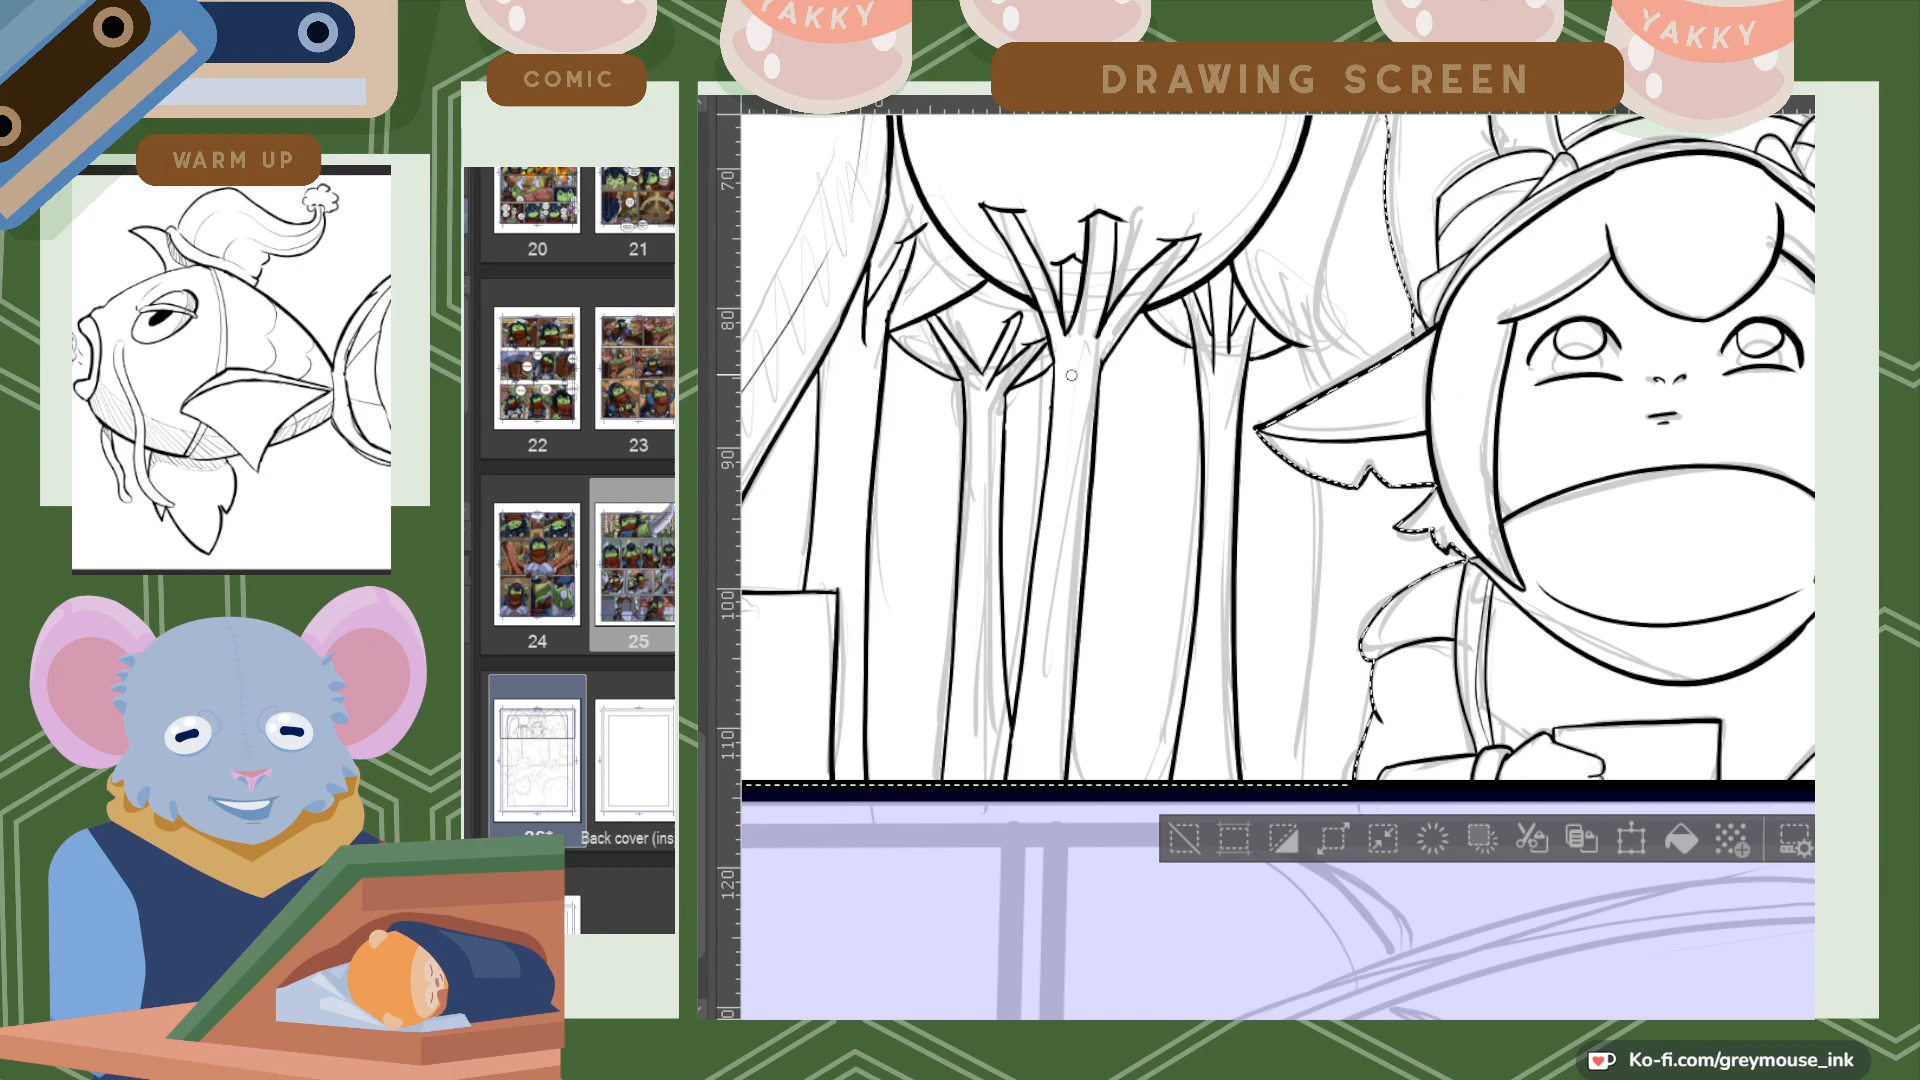 YAKKY
YAKKY
COMIC
DRAWING SCREEN
WARM UP
20
21
22
23
24
25
26*
Back cover (ins
70
80
90
100
110
120
Ko-fi.com/greymouse_ink